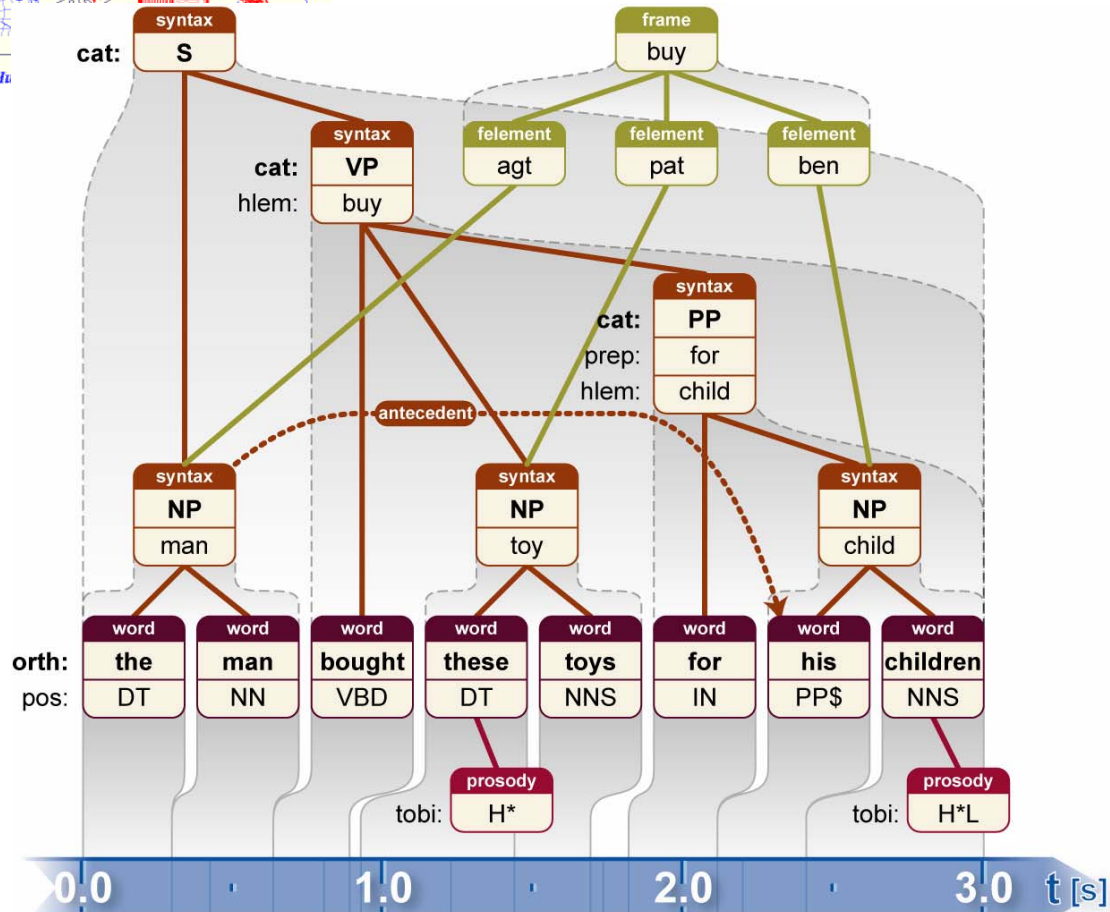 syntax frame
cat: S buy
syntax felement felement felement
cat: VP agt pat ben
hlem: buy
syntax
cat: PP
prep: for
hlem: child
antecedent
syntax syntax syntax
NP NP NP
man toy child
word word word word word word word word
orth: the man bought these toys for his children
pos: DT NN VBD DT NNS IN PP$ NNS
prosody prosody
tobi: H* tobi: H*L
0.0 1.0 2.0 3.0 t [s]